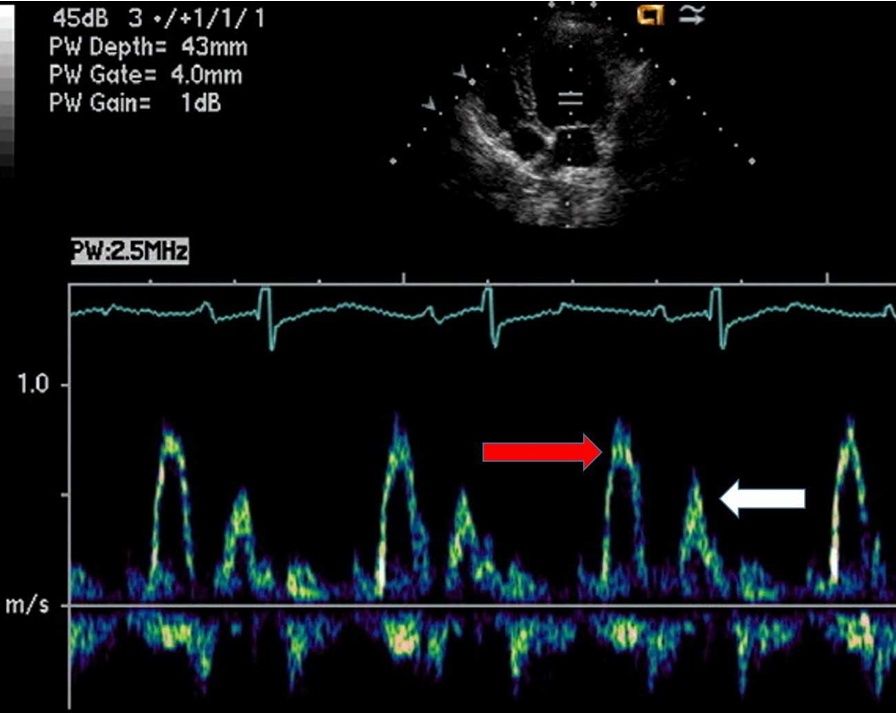 45dB 3 •/+1/1/ 1
PW Depth= 43mm
PW Gate= 4.0mm
PW Gain= 1dB
PW:2.5MHz
1.0
m/s